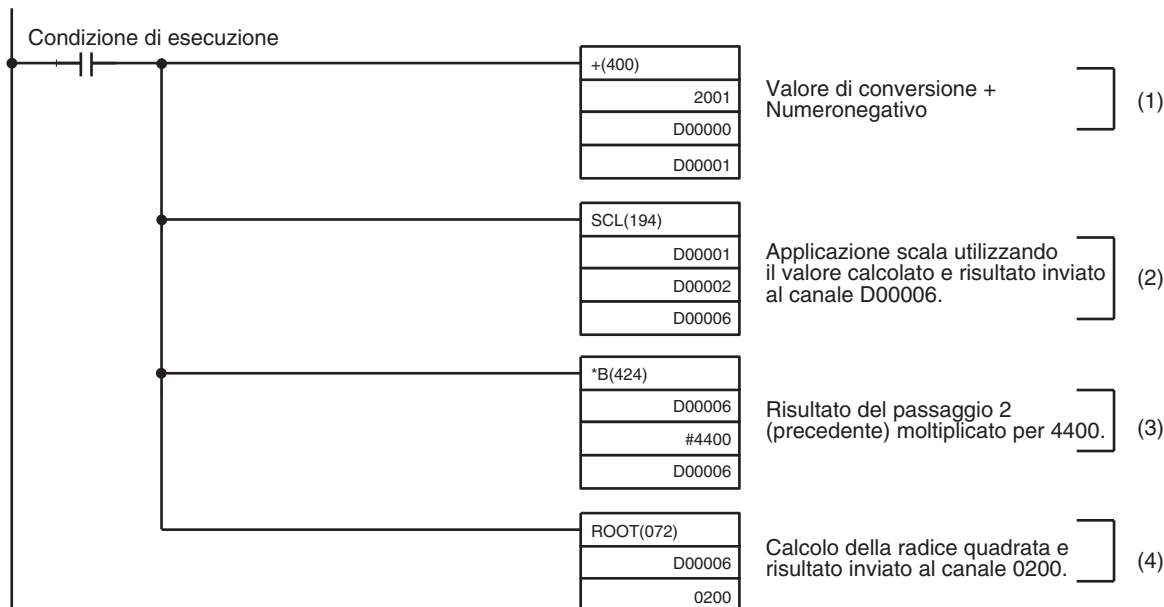 Condizione di esecuzione
+(400)
2001
D00000
D00001
Valore di conversione +
Numeronegativo
(1)
SCL(194)
D00001
D00002
D00006
Applicazione scala utilizzando
il valore calcolato e risultato inviato
al canale D00006.
(2)
*B(424)
D00006
#4400
D00006
Risultato del passaggio 2
(precedente) moltiplicato per 4400.
(3)
ROOT(072)
D00006
0200
Calcolo della radice quadrata e
risultato inviato al canale 0200.
(4)